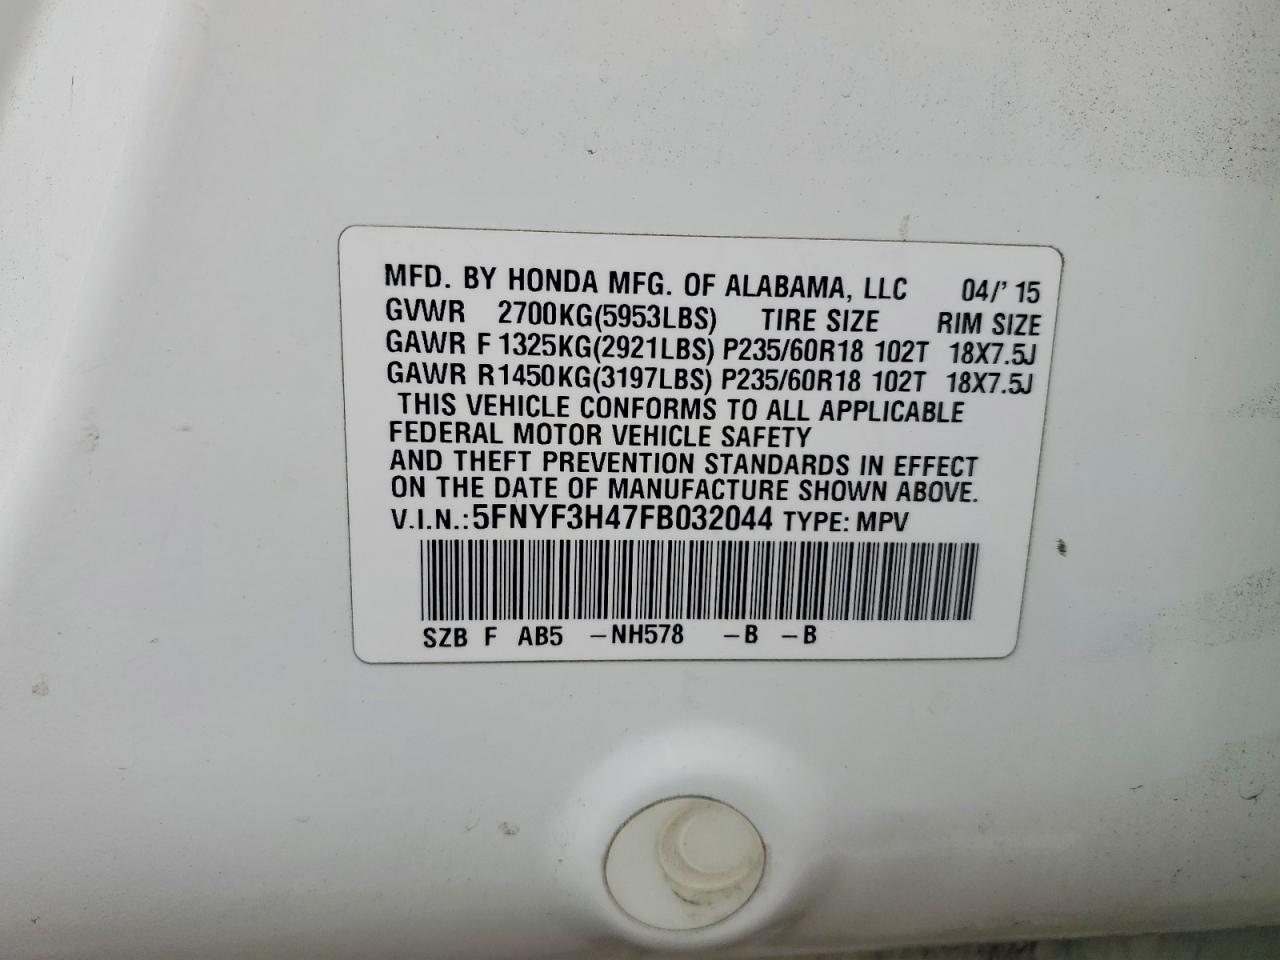 MFD. BY HONDA MFG. OF ALABAMA, LLC 04/'15
GVWR 2700KG(5953LBS) TIRE SIZE RIM SIZE
GAWR F 1325KG(2921LBS) P235/60R18 102T 18X7.5J
GAWR R1450KG(3197LBS) P235/60R18 102T 18X7.5J
THIS VEHICLE CONFORMS TO ALL APPLICABLE
FEDERAL MOTOR VEHICLE SAFETY
AND THEFT PREVENTION STANDARDS IN EFFECT
ON THE DATE OF MANUFACTURE SHOWN ABOVE.
V.I.N.:5FNYF3H47FB032044 TYPE: MPV
SZB F AB5 -NH578 -B -B